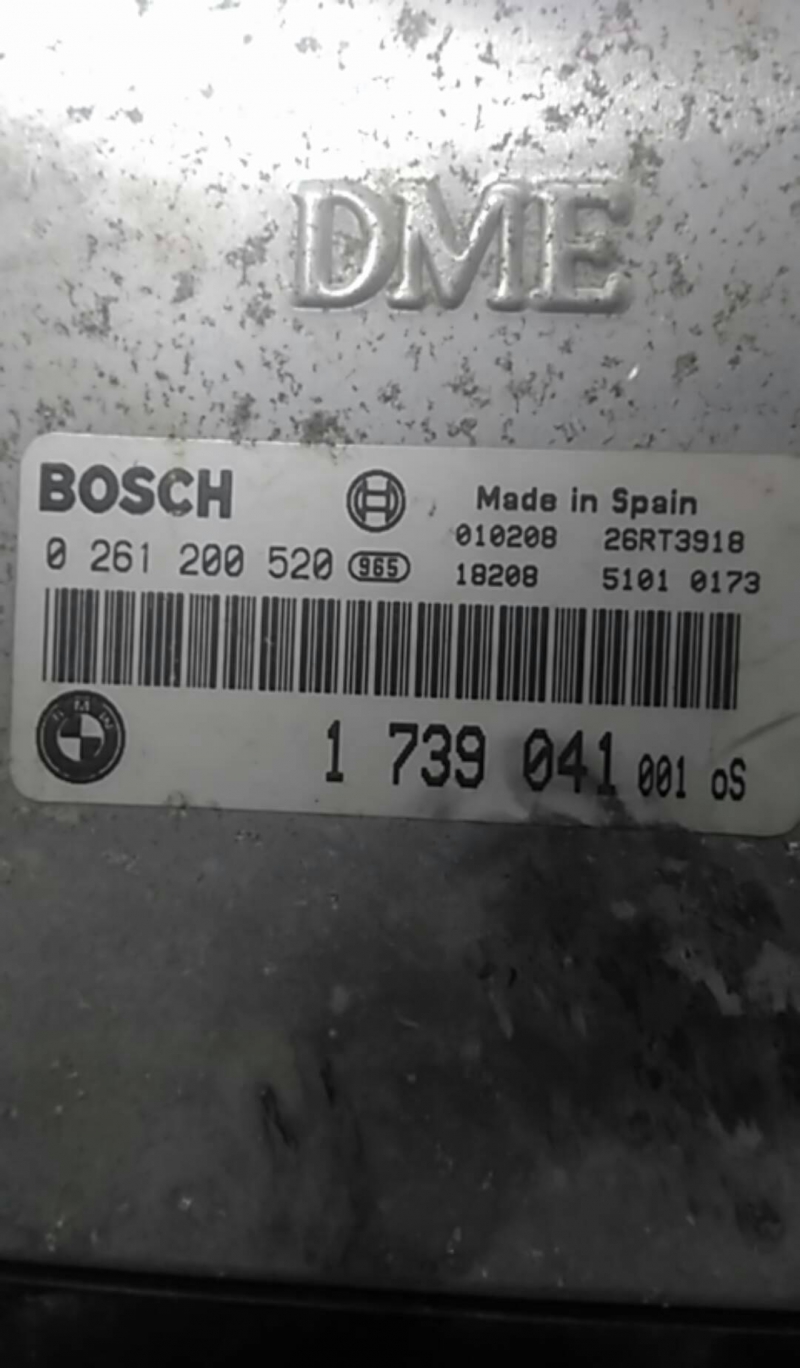 DME
BOSCH
Made in Spain
0 261 200 520 965
010208 26RT3918
18208 5101 0173
BMW
1 739 041 001 oS